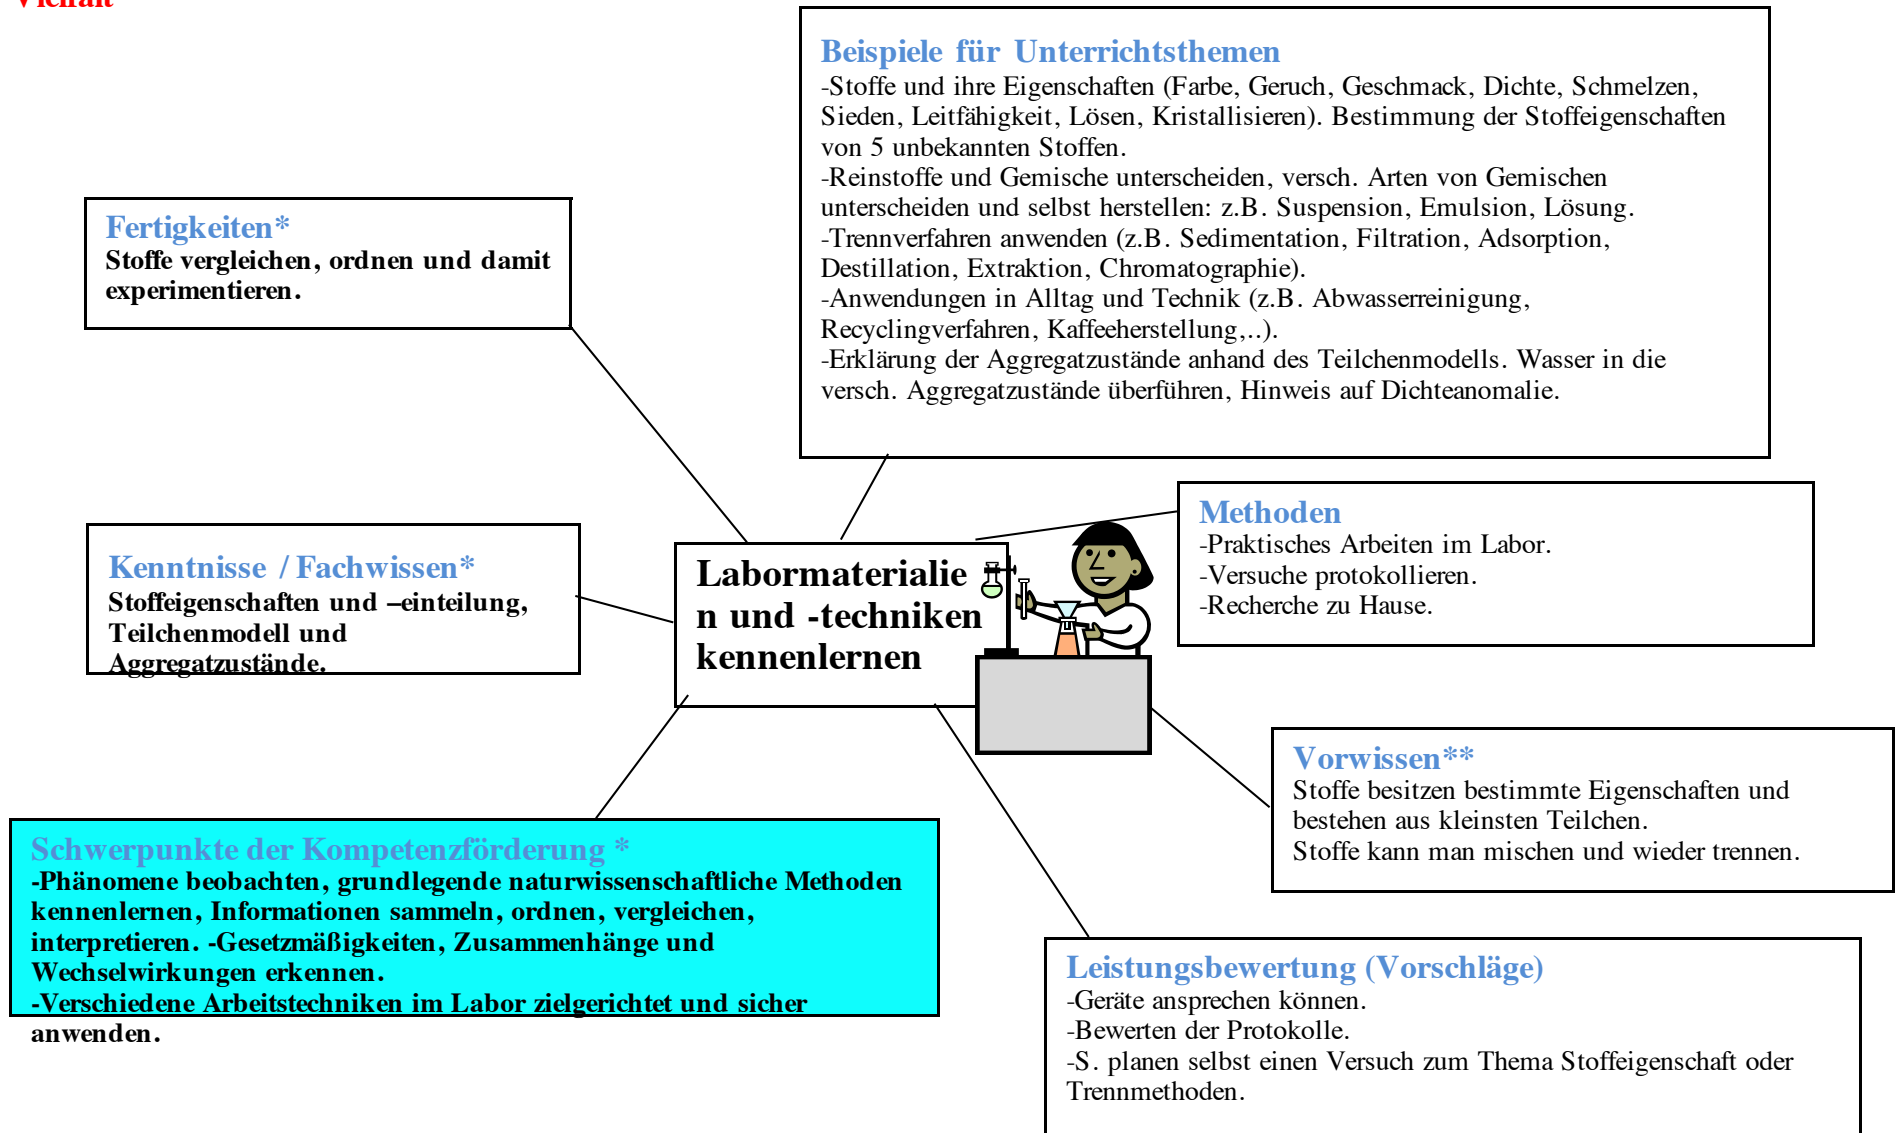 Vielfalt
Beispiele für Unterrichtsthemen
-Stoffe und ihre Eigenschaften (Farbe, Geruch, Geschmack, Dichte, Schmelzen,
Sieden, Leitfähigkeit, Lösen, Kristallisieren). Bestimmung der Stoffeigenschaften
von 5 unbekannten Stoffen.
-Reinstoffe und Gemische unterscheiden, versch. Arten von Gemischen
unterscheiden und selbst herstellen: z.B. Suspension, Emulsion, Lösung.
-Trennverfahren anwenden (z.B. Sedimentation, Filtration, Adsorption,
Destillation, Extraktion, Chromatographie).
-Anwendungen in Alltag und Technik (z.B. Abwasserreinigung,
Recyclingverfahren, Kaffeeherstellung,..).
-Erklärung der Aggregatzustände anhand des Teilchenmodells. Wasser in die
versch. Aggregatzustände überführen, Hinweis auf Dichteanomalie.
Fertigkeiten*
Stoffe vergleichen, ordnen und damit
experimentieren.
Methoden
-Praktisches Arbeiten im Labor.
-Versuche protokollieren.
-Recherche zu Hause.
Kenntnisse / Fachwissen*
Stoffeigenschaften und –einteilung,
Teilchenmodell und
Aggregatzustände.
Labormaterialie
n und -techniken
kennenlernen
Vorwissen**
Stoffe besitzen bestimmte Eigenschaften und
bestehen aus kleinsten Teilchen.
Stoffe kann man mischen und wieder trennen.
Schwerpunkte der Kompetenzförderung *
-Phänomene beobachten, grundlegende naturwissenschaftliche Methoden
kennenlernen, Informationen sammeln, ordnen, vergleichen,
interpretieren. -Gesetzmäßigkeiten, Zusammenhänge und
Wechselwirkungen erkennen.
-Verschiedene Arbeitstechniken im Labor zielgerichtet und sicher
anwenden.
Leistungsbewertung (Vorschläge)
-Geräte ansprechen können.
-Bewerten der Protokolle.
-S. planen selbst einen Versuch zum Thema Stoffeigenschaft oder
Trennmethoden.